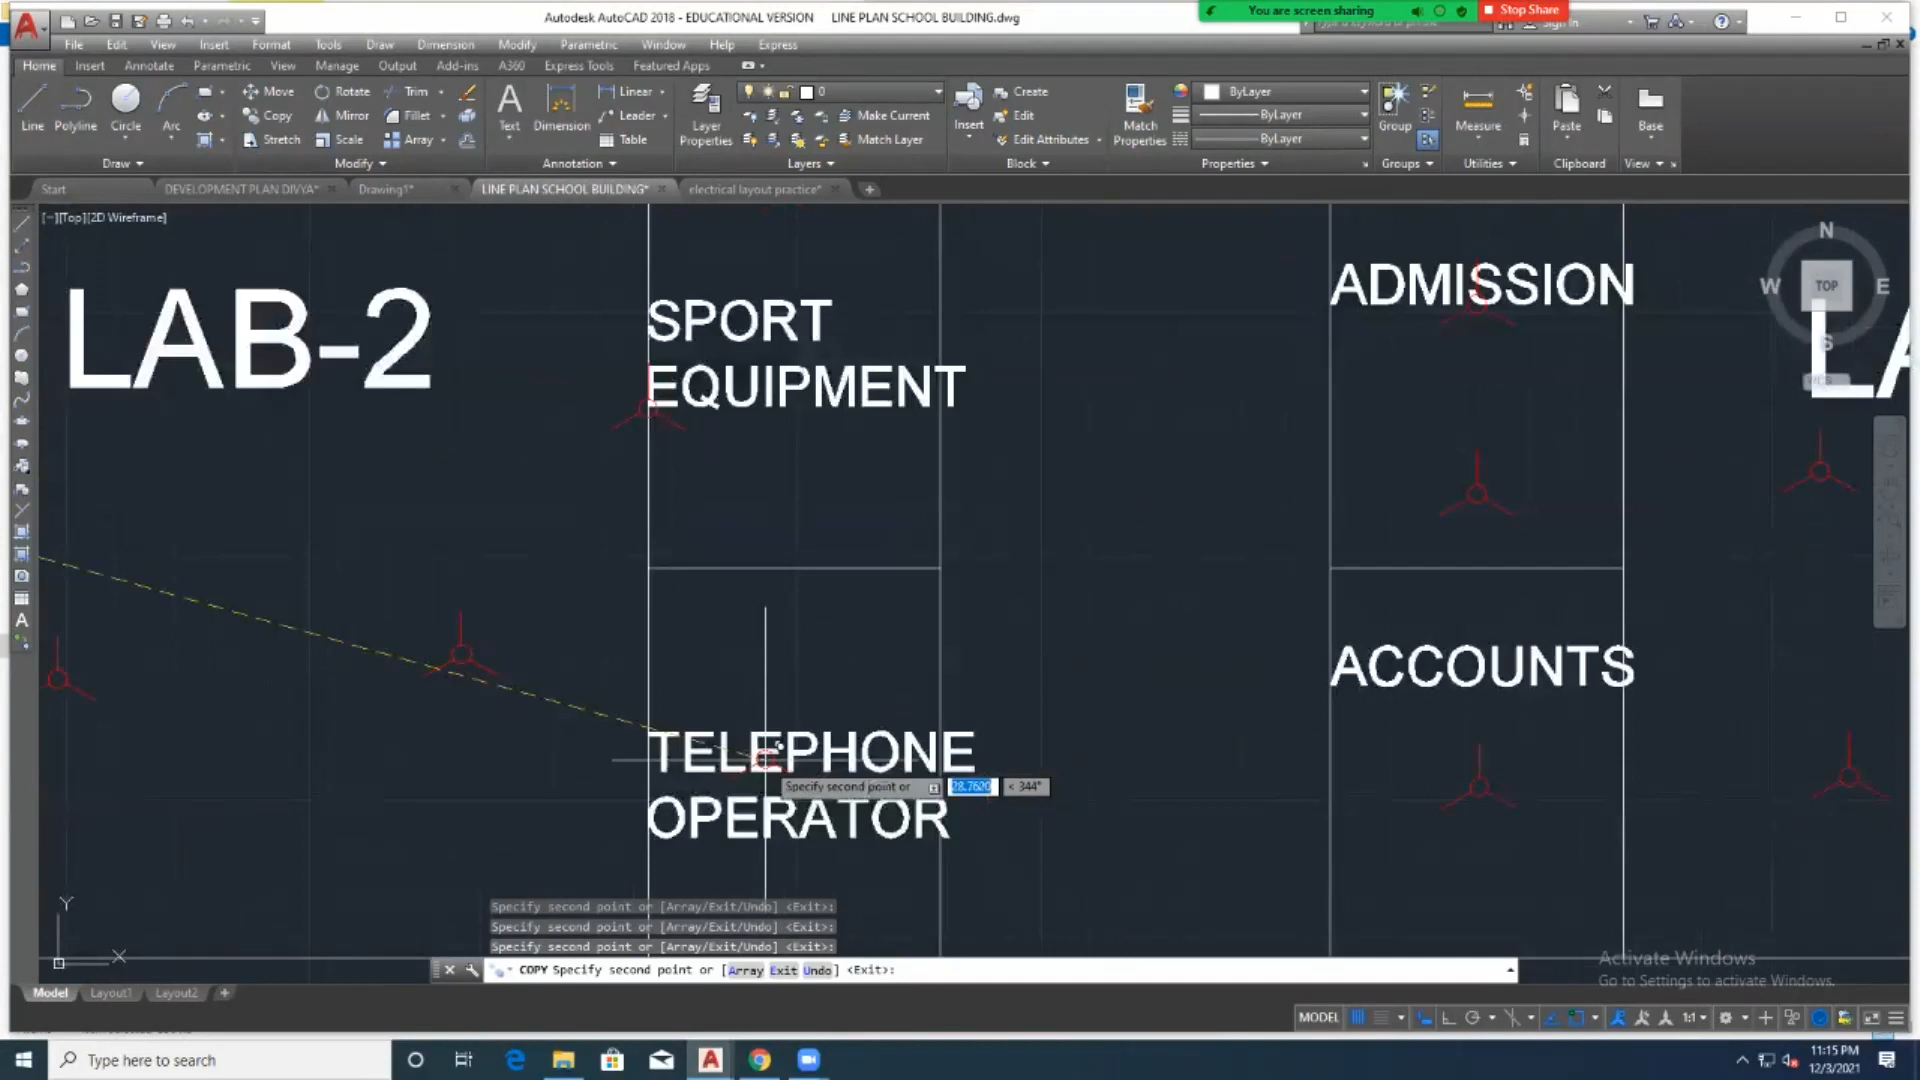 Autodesk AutoCAD 2018 - EDUCATIONAL VERSION LINE PLAN SCHOOL BUILDING.dwg
You are screen sharing
Stop Share
File Edit View Insert Format Tools Draw Dimension Modify Parametric Window Help Express
Home Insert Annotate Parametric View Manage Output Add-ins A360 Express Tools Featured Apps
Line Polyline Circle Arc
Move Rotate Trim
Copy Mirror Fillet
Stretch Scale Array
Text Dimension
Linear
Leader
Table
Layer Properties
0
Make Current
Match Layer
Insert
Create
Edit
Edit Attributes
Match Properties
ByLayer
ByLayer
ByLayer
Group Measure Paste Base
Draw Modify Annotation Layers Block Properties Groups Utilities Clipboard View
Start DEVELOPMENT PLAN DIVYA* Drawing1* LINE PLAN SCHOOL BUILDING* electrical layout practice*
[−][Top][2D Wireframe]
N
W TOP E
S
LAB-2
SPORT
EQUIPMENT
ADMISSION
LA
ACCOUNTS
TELEPHONE
OPERATOR
Specify second point or 28.7620 < 344°
Y
X
Specify second point or [Array/Exit/Undo] <Exit>:
Specify second point or [Array/Exit/Undo] <Exit>:
Specify second point or [Array/Exit/Undo] <Exit>:
COPY Specify second point or [Array Exit Undo] <Exit>:
Activate Windows
Go to Settings to activate Windows.
Model Layout1 Layout2
MODEL 1:1
Type here to search
11:15 PM
12/3/2021